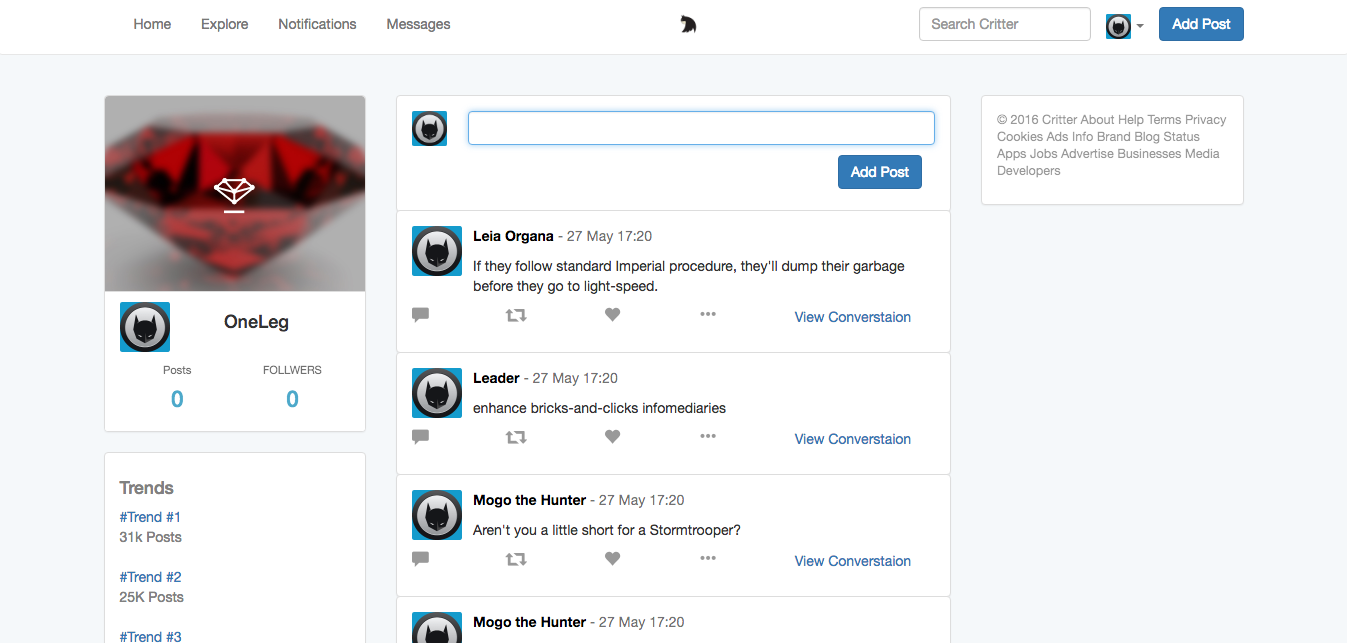 Home Explore Notifications Messages Search Critter Add Post
OneLeg
Posts FOLLWERS
0 0
Trends
#Trend #1
31k Posts
#Trend #2
25K Posts
#Trend #3
Add Post
Leia Organa - 27 May 17:20
If they follow standard Imperial procedure, they'll dump their garbage
before they go to light-speed.
View Converstaion
Leader - 27 May 17:20
enhance bricks-and-clicks infomediaries
View Converstaion
Mogo the Hunter - 27 May 17:20
Aren't you a little short for a Stormtrooper?
View Converstaion
Mogo the Hunter - 27 May 17:20
© 2016 Critter About Help Terms Privacy
Cookies Ads Info Brand Blog Status
Apps Jobs Advertise Businesses Media
Developers